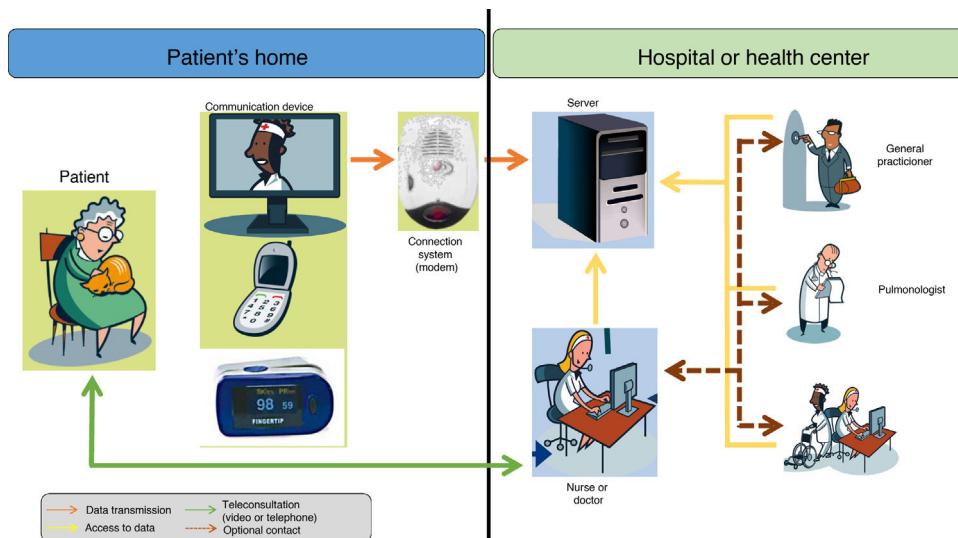 Patient's home
Hospital or health center
Communication device
Server
Patient
General
practicioner
Connection
system
(modem)
Pulmonologist
98 59
FINGERTIP
Nurse or
doctor
Data transmission
Teleconsultation
(video or telephone)
Access to data
Optional contact